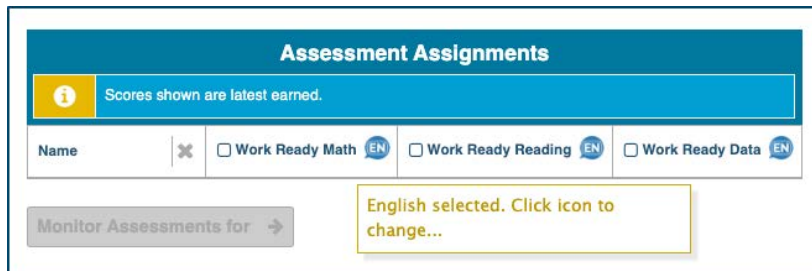 Assessment Assignments
Scores shown are latest earned.
Name Work Ready Math EN Work Ready Reading EN Work Ready Data EN
Monitor Assessments for
English selected. Click icon to
change...